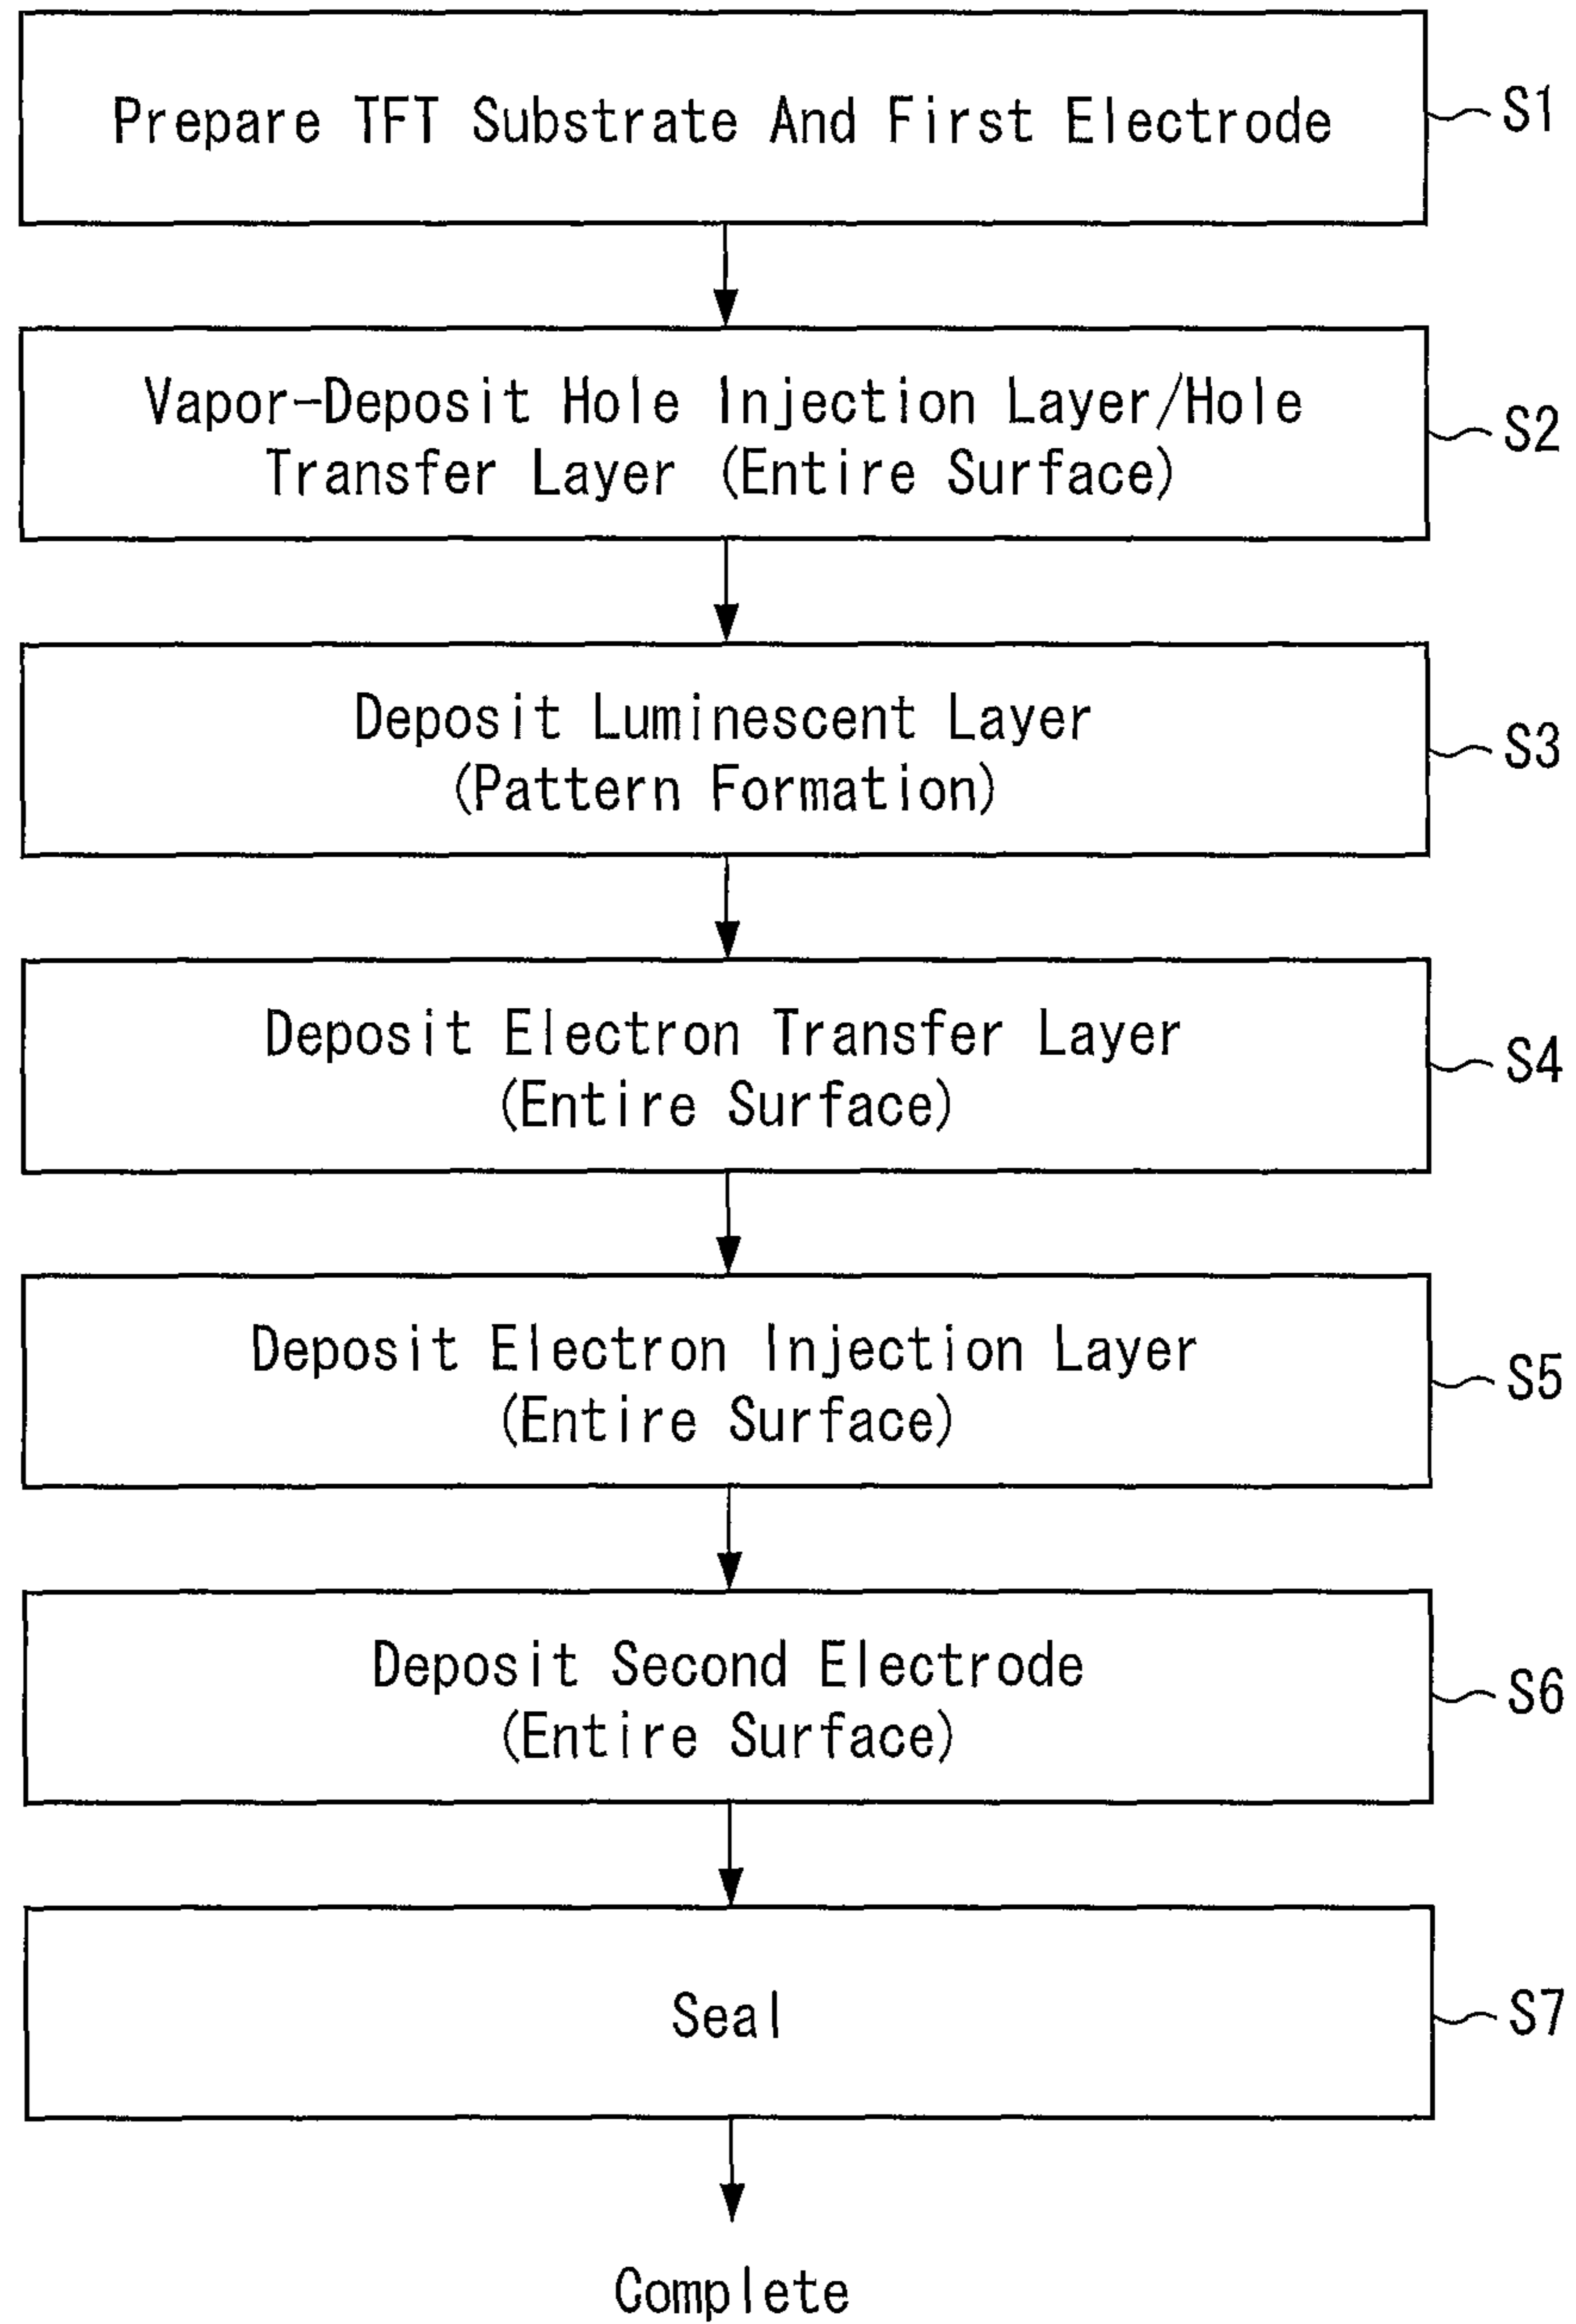 Prepare TFT Substrate And First Electrode
S1
Vapor-Deposit Hole Injection Layer/Hole
Transfer Layer (Entire Surface)
S2
Deposit Luminescent Layer
(Pattern Formation)
S3
Deposit Electron Transfer Layer
(Entire Surface)
S4
Deposit Electron Injection Layer
(Entire Surface)
S5
Deposit Second Electrode
(Entire Surface)
S6
Seal
S7
Complete